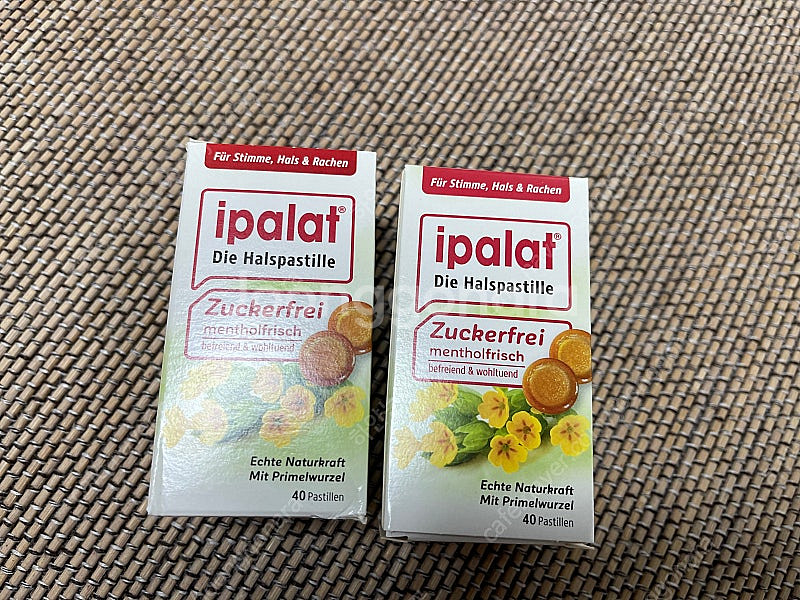 Für Stimme, Hals & Rachen
ipalat®
Die Halspastille
Zuckerfrei
mentholfrisch
befreiend & wohltuend
Echte Naturkraft
Mit Primelwurzel
40 Pastillen
Für Stimme, Hals & Rachen
ipalat®
Die Halspastille
Zuckerfrei
mentholfrisch
befreiend & wohltuend
Echte Naturkraft
Mit Primelwurzel
40 Pastillen